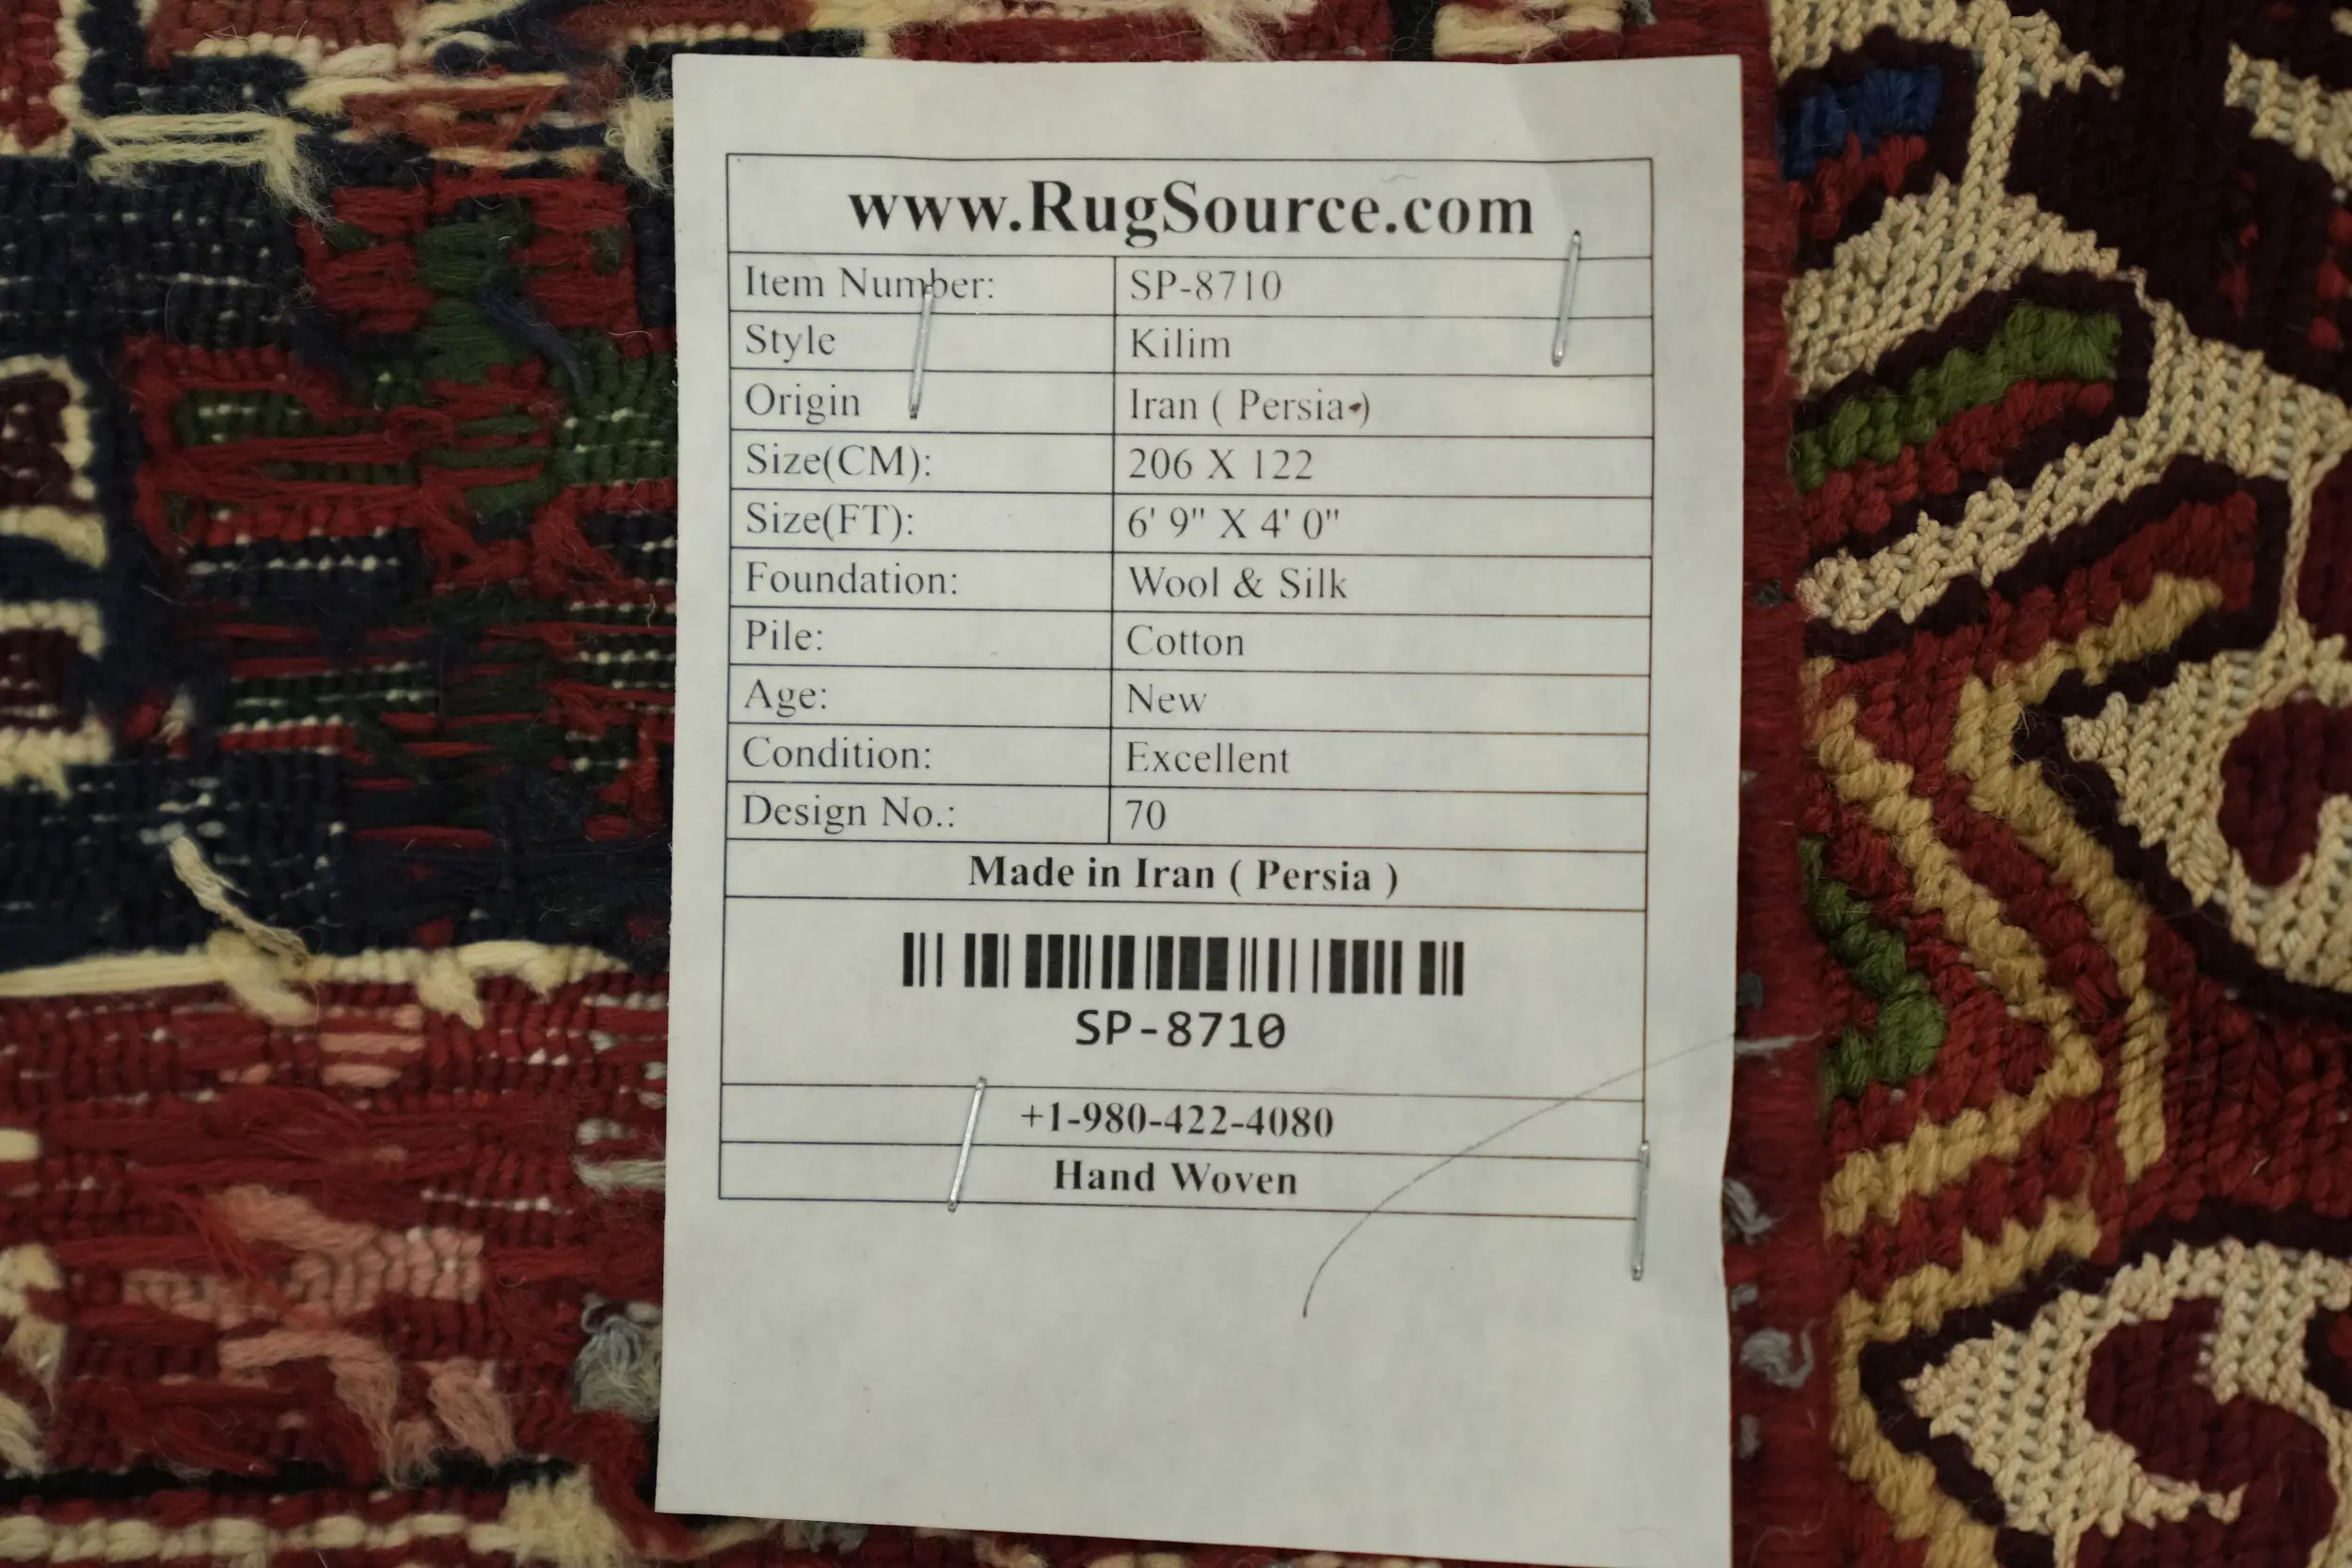 www.RugSource.com
Item Number: SP-8710
Style Kilim
Origin Iran ( Persia )
Size(CM): 206 X 122
Size(FT): 6' 9" X 4' 0"
Foundation: Wool & Silk
Pile: Cotton
Age: New
Condition: Excellent
Design No.: 70
Made in Iran ( Persia )
SP-8710
+1-980-422-4080
Hand Woven